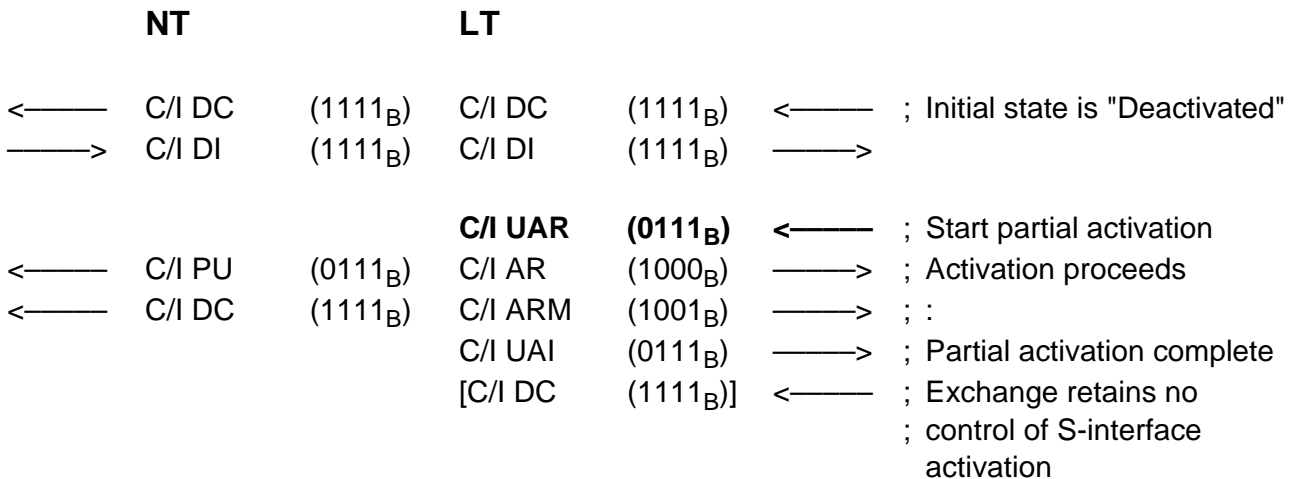 NT LT
<–––––– C/I DC (1111B) C/I DC (1111B) <–––––– ; Initial state is "Deactivated"
––––––> C/I DI (1111B) C/I DI (1111B) ––––––>
C/I UAR (0111B) <–––––– ; Start partial activation
<–––––– C/I PU (0111B) C/I AR (1000B) ––––––> ; Activation proceeds
<–––––– C/I DC (1111B) C/I ARM (1001B) ––––––> ; :
C/I UAI (0111B) ––––––> ; Partial activation complete
[C/I DC (1111B)] <–––––– ; Exchange retains no
; control of S-interface
activation